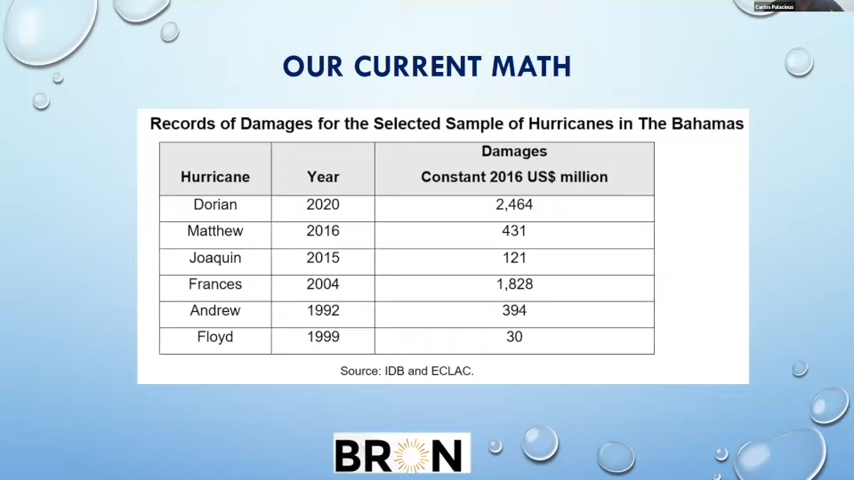 Carlos Palacious
OUR CURRENT MATH
Records of Damages for the Selected Sample of Hurricanes in The Bahamas
Damages
Hurricane Year Constant 2016 US$ million
Dorian 2020 2,464
Matthew 2016 431
Joaquin 2015 121
Frances 2004 1,828
Andrew 1992 394
Floyd 1999 30
Source: IDB and ECLAC.
BRON